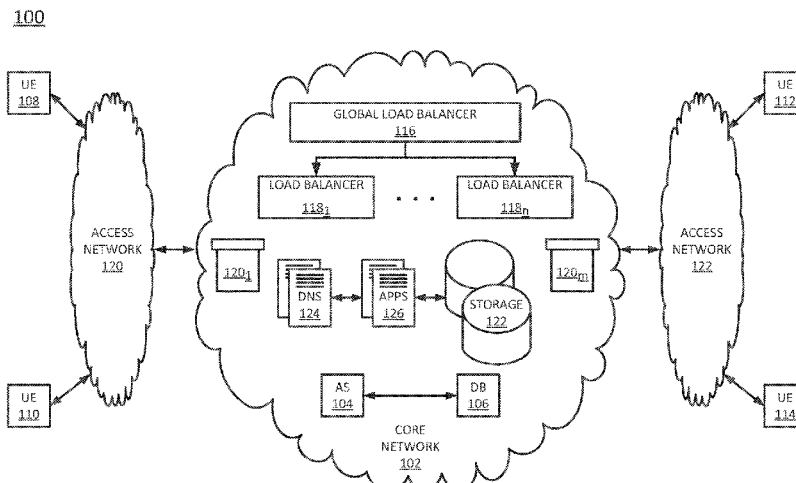 100
UE
108
UE
112
GLOBAL LOAD BALANCER
116
LOAD BALANCER
118₁
. . .
LOAD BALANCER
118ₙ
ACCESS
NETWORK
120
ACCESS
NETWORK
122
120₁
120ₘ
DNS
124
APPS
126
STORAGE
122
AS
104
DB
106
UE
110
UE
114
CORE
NETWORK
102